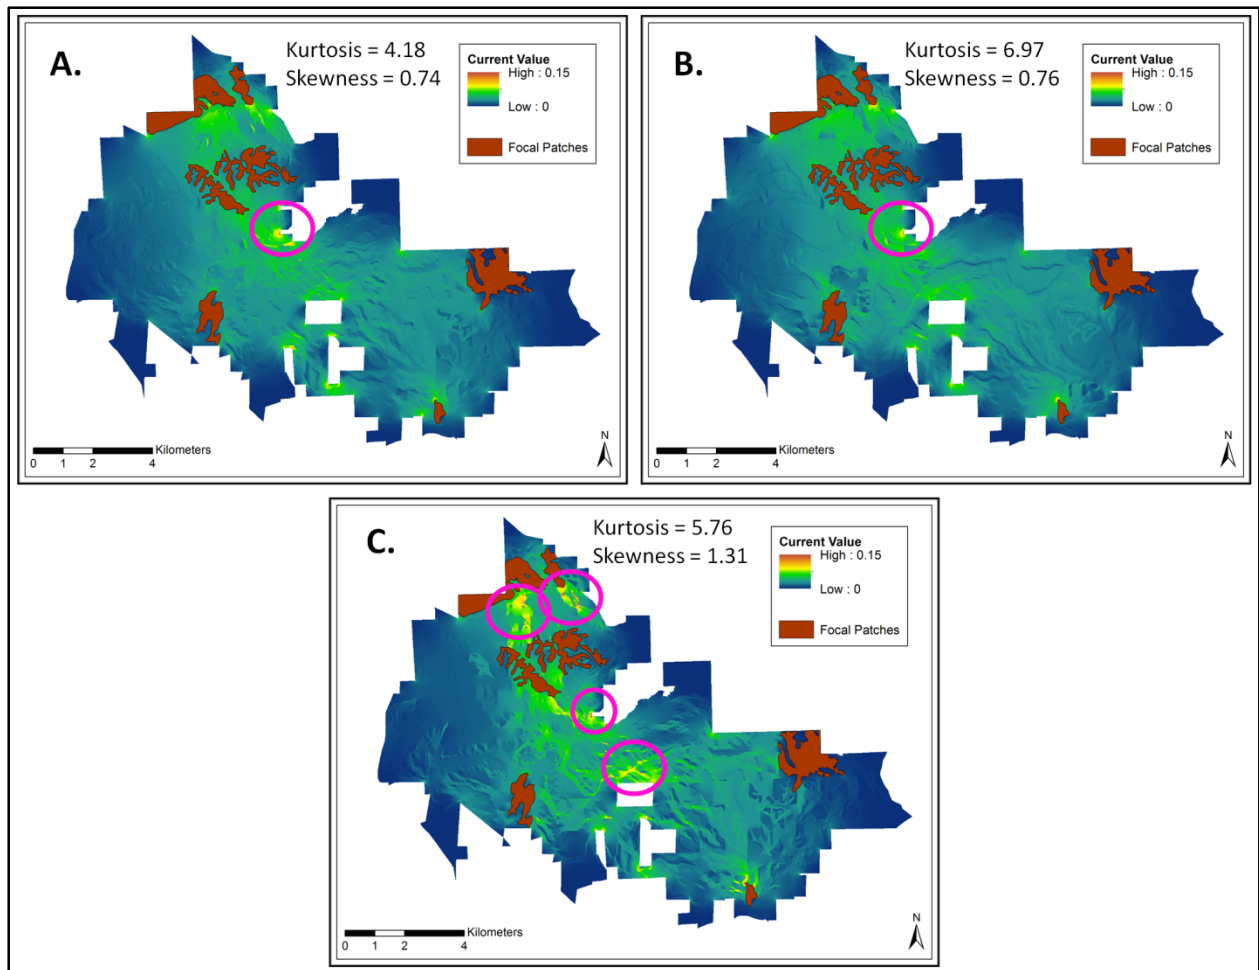 A.
Kurtosis = 4.18
Skewness = 0.74
Current Value
High : 0.15
Low : 0
Focal Patches
Kilometers
0 1 2 4
N
B.
Kurtosis = 6.97
Skewness = 0.76
Current Value
High : 0.15
Low : 0
Focal Patches
Kilometers
0 1 2 4
N
C.
Kurtosis = 5.76
Skewness = 1.31
Current Value
High : 0.15
Low : 0
Focal Patches
Kilometers
0 1 2 4
N